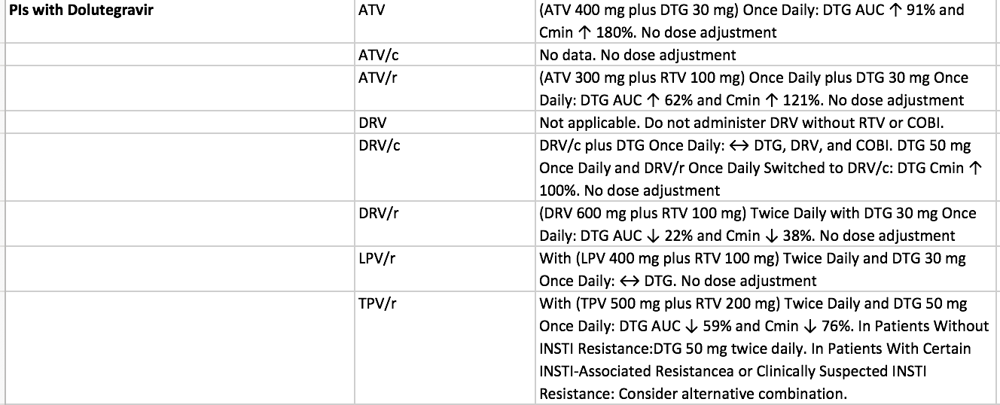 PIs with Dolutegravir
ATV
(ATV 400 mg plus DTG 30 mg) Once Daily: DTG AUC ↑ 91% and
Cmin ↑ 180%. No dose adjustment
ATV/c
No data. No dose adjustment
ATV/r
(ATV 300 mg plus RTV 100 mg) Once Daily plus DTG 30 mg Once
Daily: DTG AUC ↑ 62% and Cmin ↑ 121%. No dose adjustment
DRV
Not applicable. Do not administer DRV without RTV or COBI.
DRV/c
DRV/c plus DTG Once Daily: ↔ DTG, DRV, and COBI. DTG 50 mg
Once Daily and DRV/r Once Daily Switched to DRV/c: DTG Cmin ↑
100%. No dose adjustment
DRV/r
(DRV 600 mg plus RTV 100 mg) Twice Daily with DTG 30 mg Once
Daily: DTG AUC ↓ 22% and Cmin ↓ 38%. No dose adjustment
LPV/r
With (LPV 400 mg plus RTV 100 mg) Twice Daily and DTG 30 mg
Once Daily: ↔ DTG. No dose adjustment
TPV/r
With (TPV 500 mg plus RTV 200 mg) Twice Daily and DTG 50 mg
Once Daily: DTG AUC ↓ 59% and Cmin ↓ 76%. In Patients Without
INSTI Resistance:DTG 50 mg twice daily. In Patients With Certain
INSTI-Associated Resistancea or Clinically Suspected INSTI
Resistance: Consider alternative combination.